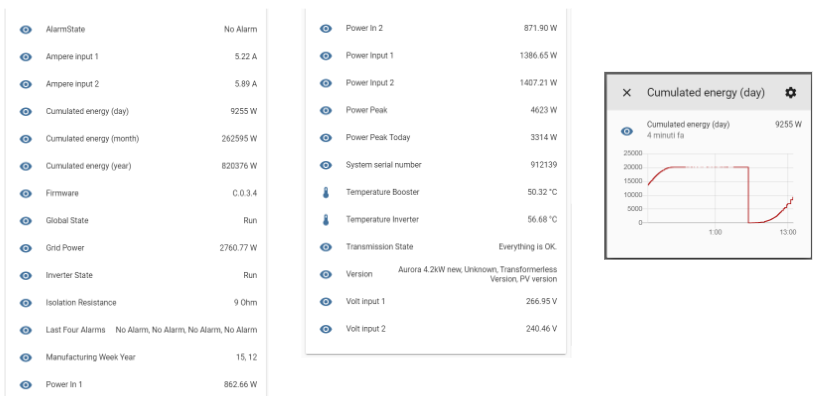 AlarmState No Alarm
Ampere input 1 5.22 A
Ampere input 2 5.89 A
Cumulated energy (day) 9255 W
Cumulated energy (month) 262595 W
Cumulated energy (year) 820376 W
Firmware C.0.3.4
Global State Run
Grid Power 2760.77 W
Inverter State Run
Isolation Resistance 9 Ohm
Last Four Alarms No Alarm, No Alarm, No Alarm, No Alarm
Manufacturing Week Year 15, 12
Power In 1 862.66 W
Power In 2 871.90 W
Power Input 1 1386.65 W
Power Input 2 1407.21 W
Power Peak 4623 W
Power Peak Today 3314 W
System serial number 912139
Temperature Booster 50.32 °C
Temperature Inverter 56.68 °C
Transmission State Everything is OK.
Version Aurora 4.2kW new, Unknown, Transformerless
Version, PV version
Volt input 1 266.95 V
Volt input 2 240.46 V
Cumulated energy (day)
Cumulated energy (day) 9255 W
4 minuti fa
25000
20000
15000
10000
5000
0
1:00 13:00